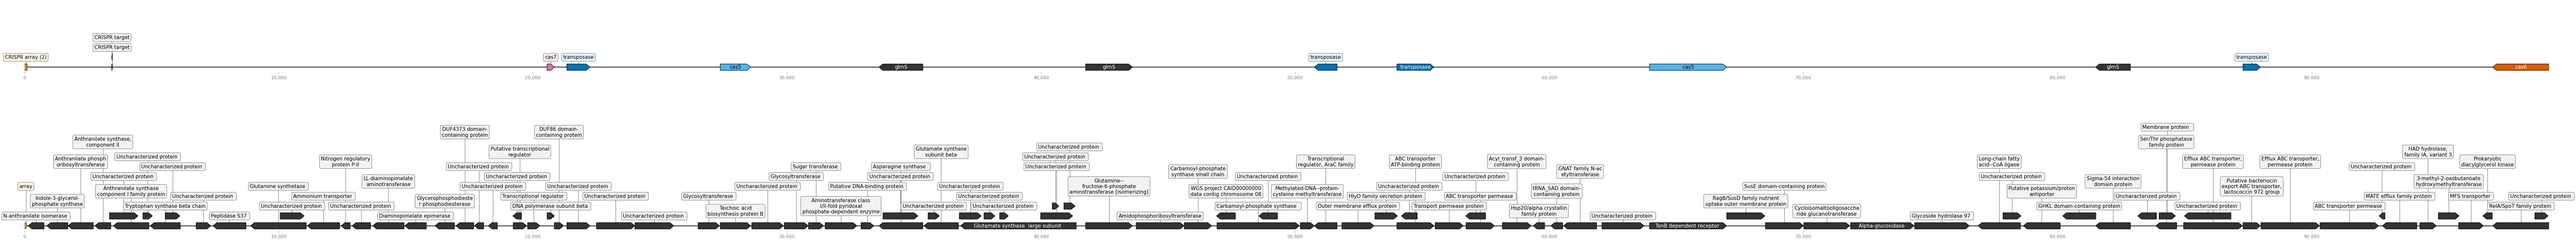 CRISPR target
CRISPR target
CRISPR array (2)
cas7
transposase
cas5
glmS
glmS
transposase
transposase
cas5
glmS
transposase
cas6
0
10,000
20,000
30,000
40,000
50,000
60,000
70,000
80,000
90,000
Membrane protein
DUF4373 domain-
containing protein
DUF86 domain-
containing protein
Anthranilate synthase,
component II
Ser/Thr phosphatase
family protein
Uncharacterized protein
Putative transcriptional
regulator
Glutamate synthase
subunit beta
HAD hydrolase,
family IA, variant 3
Anthranilate phosph
oribosyltransferase
Uncharacterized protein
Nitrogen regulatory
protein P-II
Uncharacterized protein
Transcriptional
regulator, AraC family
ABC transporter
ATP-binding protein
Acyl_transf_3 domain-
containing protein
Long-chain fatty
acid--CoA ligase
Efflux ABC transporter,
permease protein
Efflux ABC transporter,
permease protein
Prokaryotic
diacylglycerol kinase
Uncharacterized protein
Uncharacterized protein
Sugar transferase
Asparagine synthase
Uncharacterized protein
Carbamoyl-phosphate
synthase small chain
GNAT family N-ac
etyltransferase
Uncharacterized protein
Uncharacterized protein
LL-diaminopimelate
aminotransferase
Uncharacterized protein
Glycosyltransferase
Uncharacterized protein
Uncharacterized protein
Uncharacterized protein
Uncharacterized protein
Sigma-54 interaction
domain protein
Putative bacteriocin
export ABC transporter,
lactococcin 972 group
3-methyl-2-oxobutanoate
hydroxymethyltransferase
array
Anthranilate synthase
component I family protein
Glutamine synthetase
Uncharacterized protein
Uncharacterized protein
Uncharacterized protein
Putative DNA-binding protein
Uncharacterized protein
Glutamine--
fructose-6-phosphate
aminotransferase [isomerizing]
WGS project CAID00000000
data contig chromosome 08
Methylated-DNA--protein-
cysteine methyltransferase
Uncharacterized protein
tRNA_SAD domain-
containing protein
SusE domain-containing protein
Putative potassium/proton
antiporter
Indole-3-glycerol-
phosphate synthase
Uncharacterized protein
Ammonium transporter
Glycerophosphodieste
r phosphodiesterase
Transcriptional regulator
Uncharacterized protein
Glycosyltransferase
Aminotransferase class
I/II-fold pyridoxal
phosphate-dependent enzyme
Uncharacterized protein
HlyD family secretion protein
ABC transporter permease
RagB/SusD family nutrient
uptake outer membrane protein
Uncharacterized protein
MATE efflux family protein
MFS transporter
Uncharacterized protein
Tryptophan synthase beta chain
Uncharacterized protein
Uncharacterized protein
DNA polymerase subunit beta
Teichoic acid
biosynthesis protein B
Uncharacterized protein
Uncharacterized protein
Carbamoyl-phosphate synthase
Outer membrane efflux protein
Transport permease protein
Hsp20/alpha crystallin
family protein
Cycloisomaltooligosaccha
ride glucanotransferase
GHKL domain-containing protein
Uncharacterized protein
ABC transporter permease
RelA/SpoT family protein
N-anthranilate isomerase
Peptidase S37
Diaminopimelate epimerase
Uncharacterized protein
Amidophosphoribosyltransferase
Uncharacterized protein
Glycoside hydrolase 97
Glutamate synthase large subunit
TonB dependent receptor
Alpha-glucosidase
0
10,000
20,000
30,000
40,000
50,000
60,000
70,000
80,000
90,000